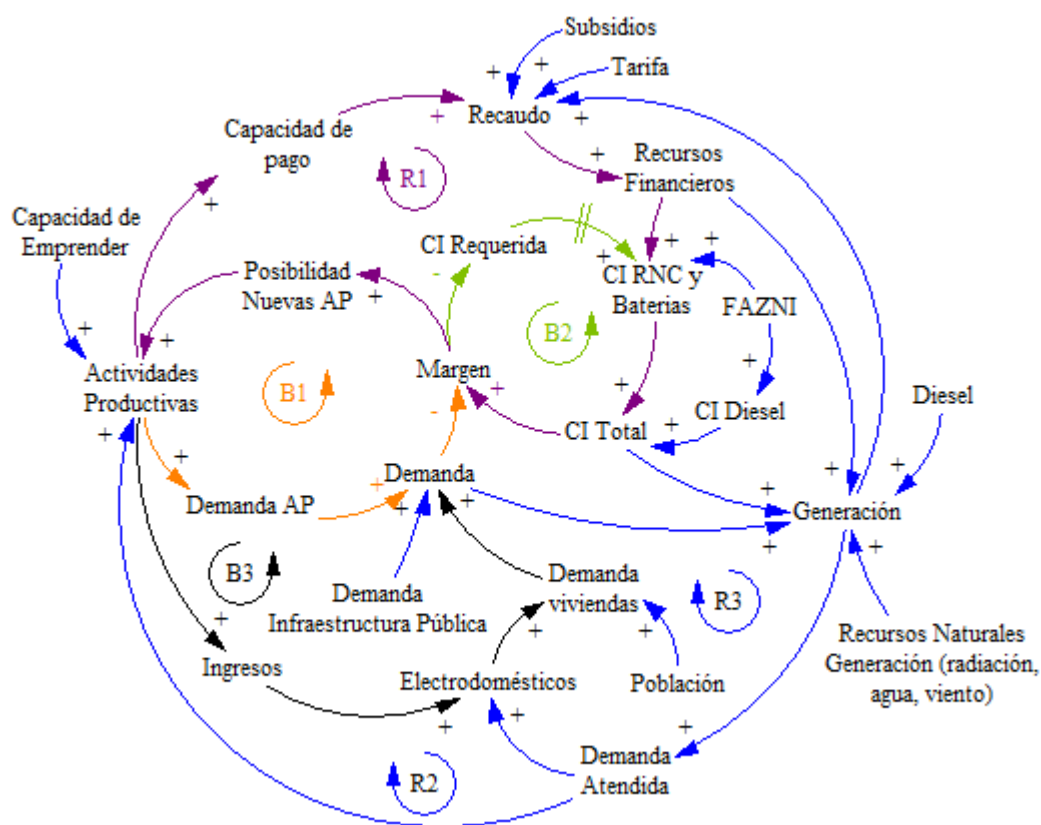 Subsidios
Tarifa
Recaudo
Capacidad de
pago
R1
Recursos
Financieros
Capacidad de
Emprender
CI Requerida
Posibilidad
Nuevas AP
CI RNC y
Baterias
FAZNI
B2
Margen
B1
Actividades
Productivas
CI Total
CI Diesel
Diesel
Demanda
Demanda AP
Generación
B3
Demanda
Infraestructura Pública
Demanda
viviendas
R3
Ingresos
Electrodomésticos
Población
Recursos Naturales
Generación (radiación,
agua, viento)
R2
Demanda
Atendida